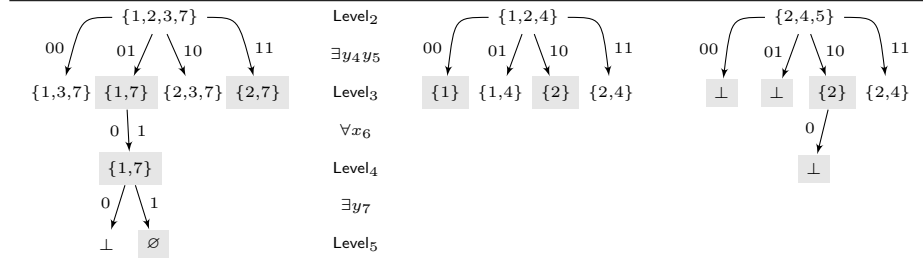 {1,2,3,7} Level₂ {1,2,4} {2,4,5}
00 01 10 11 ∃y₄y₅ 00 01 10 11 00 01 10 11
{1,3,7} {1,7} {2,3,7} {2,7} Level₃ {1} {1,4} {2} {2,4} ⊥ ⊥ {2} {2,4}
0 1 ∀x₆ 0
{1,7} Level₄ ⊥
0 1 ∃y₇
⊥ ∅ Level₅